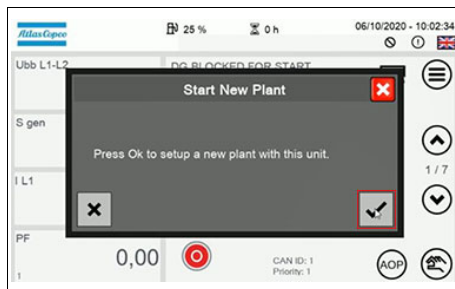 Atlas Copco
25 %
0 h
06/10/2020 - 10:02:34
Ubb L1-L2
DG BLOCKED FOR START
Start New Plant
S gen
Press Ok to setup a new plant with this unit.
1 / 7
I L1
PF
0,00
CAN ID: 1
Priority: 1
AOP
1